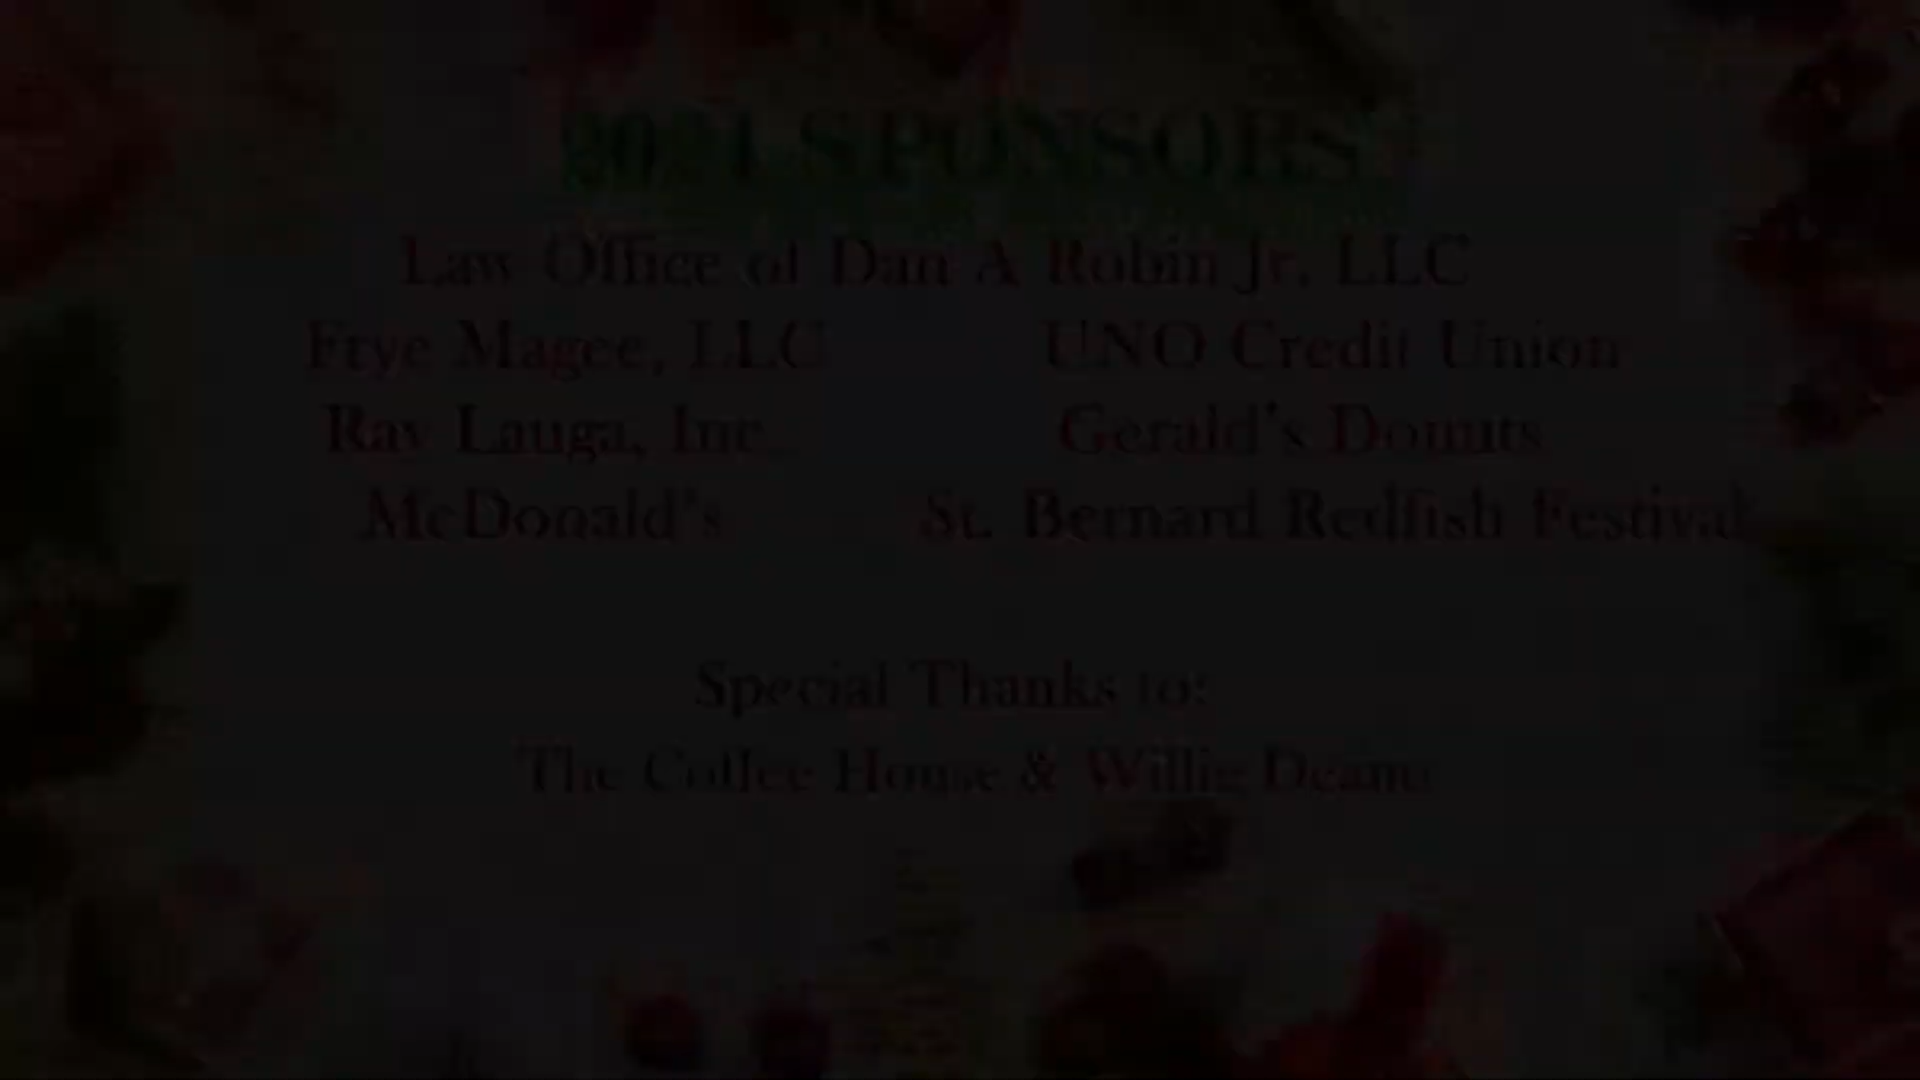 2021 SPONSORS
Law Office of Dan A Robin Jr. LLC
Frye Magee, LLC
UNO Credit Union
Ray Lauga, Inc
Gerald's Donuts
McDonald's
St. Bernard Redfish Festival
Special Thanks to:
The Coffee House & Willie Deane